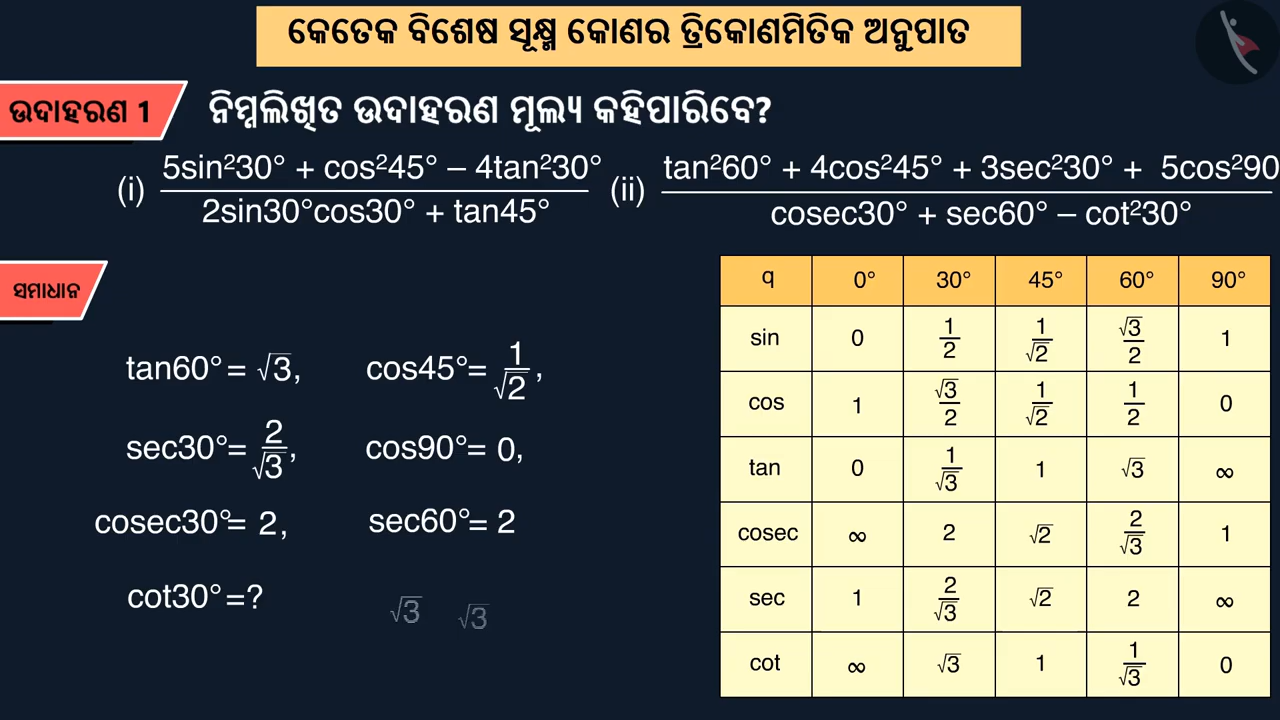 କେତେକ ବିଶେଷ ସୂକ୍ଷ୍ମ କୋଣର ତ୍ରିକୋଣମିତିକ ଅନୁପାତ
ଉଦାହରଣ 1 ନିମ୍ନଲିଖିତ ଉଦାହରଣ ମୂଲ୍ୟ କହିପାରିବେ?
(i) (5sin²30° + cos²45° – 4tan²30°)/(2sin30°cos30° + tan45°) (ii) (tan²60° + 4cos²45° + 3sec²30° + 5cos²90)/(cosec30° + sec60° – cot²30°)
ସମାଧାନ
tan60° = √3, cos45° = 1/√2,
sec30° = 2/√3, cos90° = 0,
cosec30° = 2, sec60° = 2
cot30° = ? √3 √3
q 0° 30° 45° 60° 90°
sin 0 1/2 1/√2 √3/2 1
cos 1 √3/2 1/√2 1/2 0
tan 0 1/√3 1 √3 ∞
cosec ∞ 2 √2 2/√3 1
sec 1 2/√3 √2 2 ∞
cot ∞ √3 1 1/√3 0